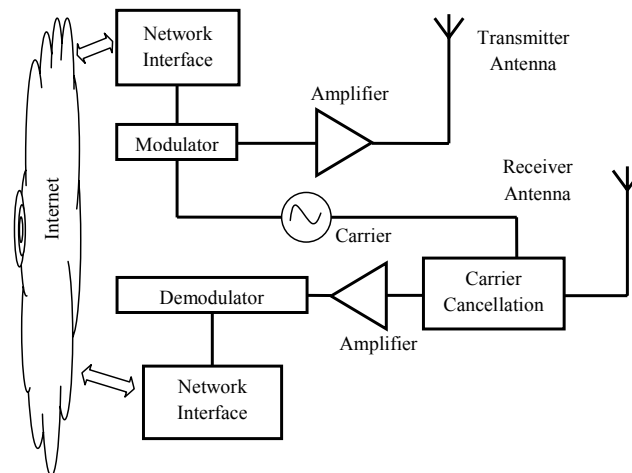 Network
Interface
Transmitter
Antenna
Amplifier
Modulator
Receiver
Antenna
Internet
Carrier
Carrier
Cancellation
Demodulator
Amplifier
Network
Interface